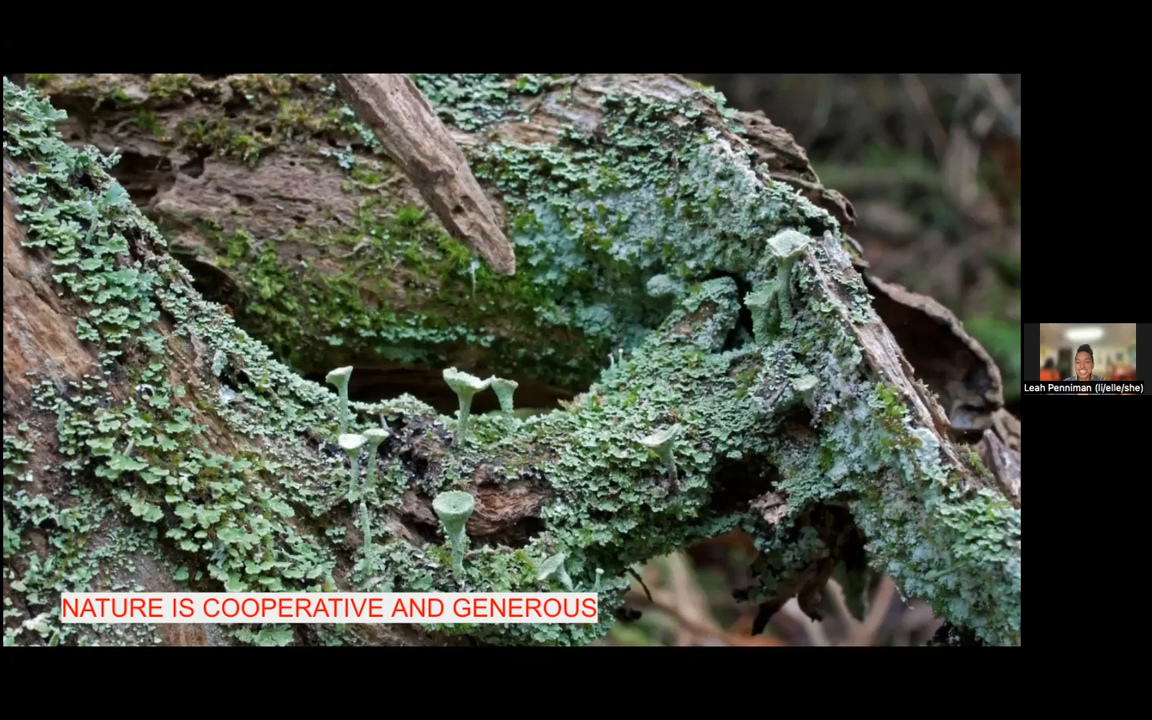 NATURE IS COOPERATIVE AND GENEROUS
Leah Penniman (li/elle/she)